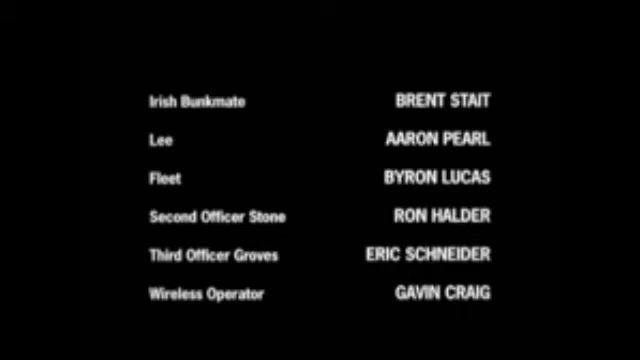 Irish Bunkmate BRENT STAIT
Lee AARON PEARL
Fleet BYRON LUCAS
Second Officer Stone RON HALDER
Third Officer Groves ERIC SCHNEIDER
Wireless Operator GAVIN CRAIG